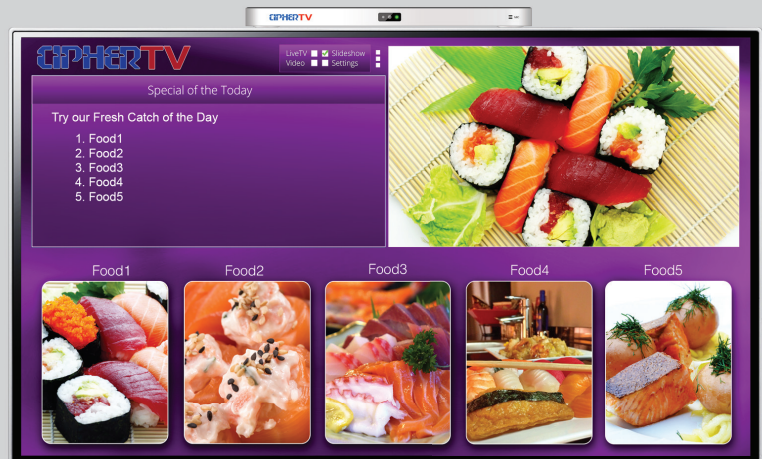 CIPHERTV
CIPHERTV
LiveTV Slideshow
Video Settings
Special of the Today
Try our Fresh Catch of the Day
1. Food1
2. Food2
3. Food3
4. Food4
5. Food5
Food1 Food2 Food3 Food4 Food5